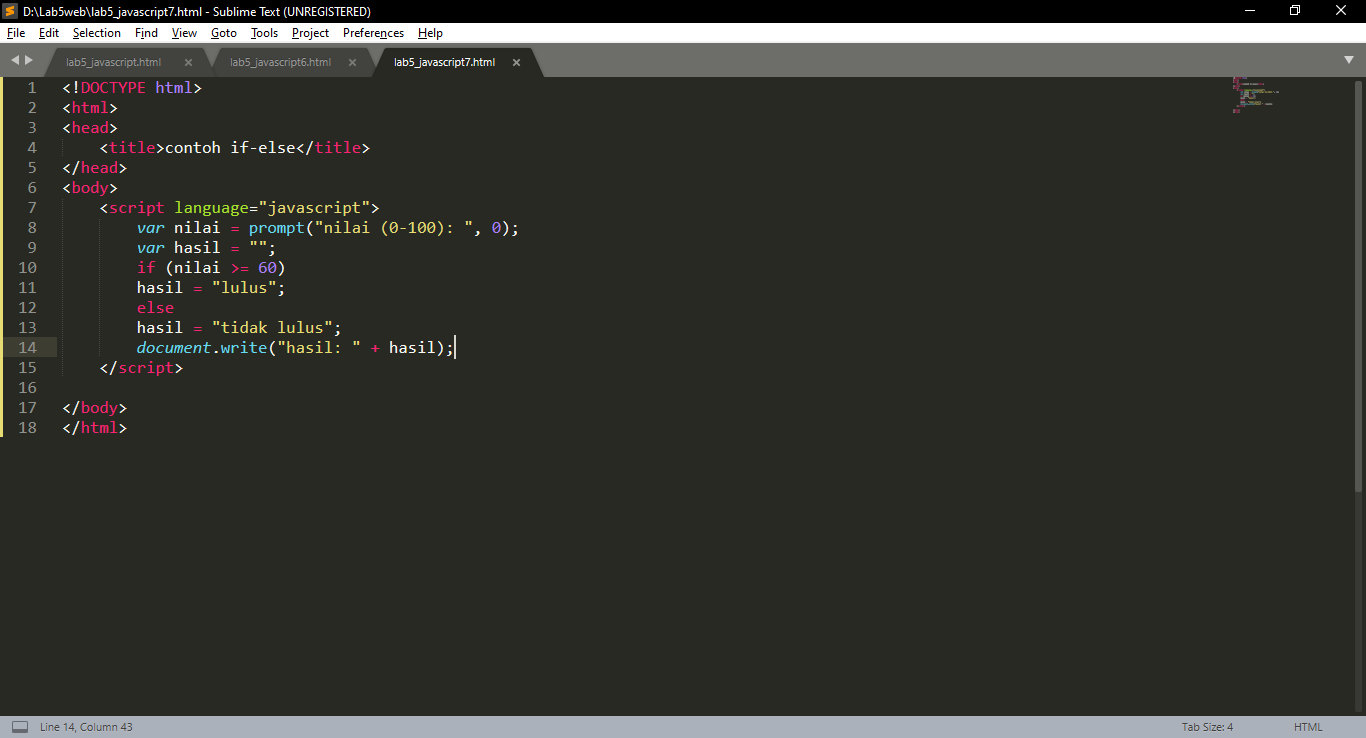 D:\Lab5web\lab5_javascript7.html - Sublime Text (UNREGISTERED)
File Edit Selection Find View Goto Tools Project Preferences Help
lab5_javascript.html × lab5_javascript6.html × lab5_javascript7.html ×
1 <!DOCTYPE html>
2 <html>
3 <head>
4     <title>contoh if-else</title>
5 </head>
6 <body>
7     <script language="javascript">
8         var nilai = prompt("nilai (0-100): ", 0);
9         var hasil = "";
10         if (nilai >= 60)
11         hasil = "lulus";
12         else
13         hasil = "tidak lulus";
14         document.write("hasil: " + hasil);
15     </script>
16
17 </body>
18 </html>
Line 14, Column 43 Tab Size: 4 HTML